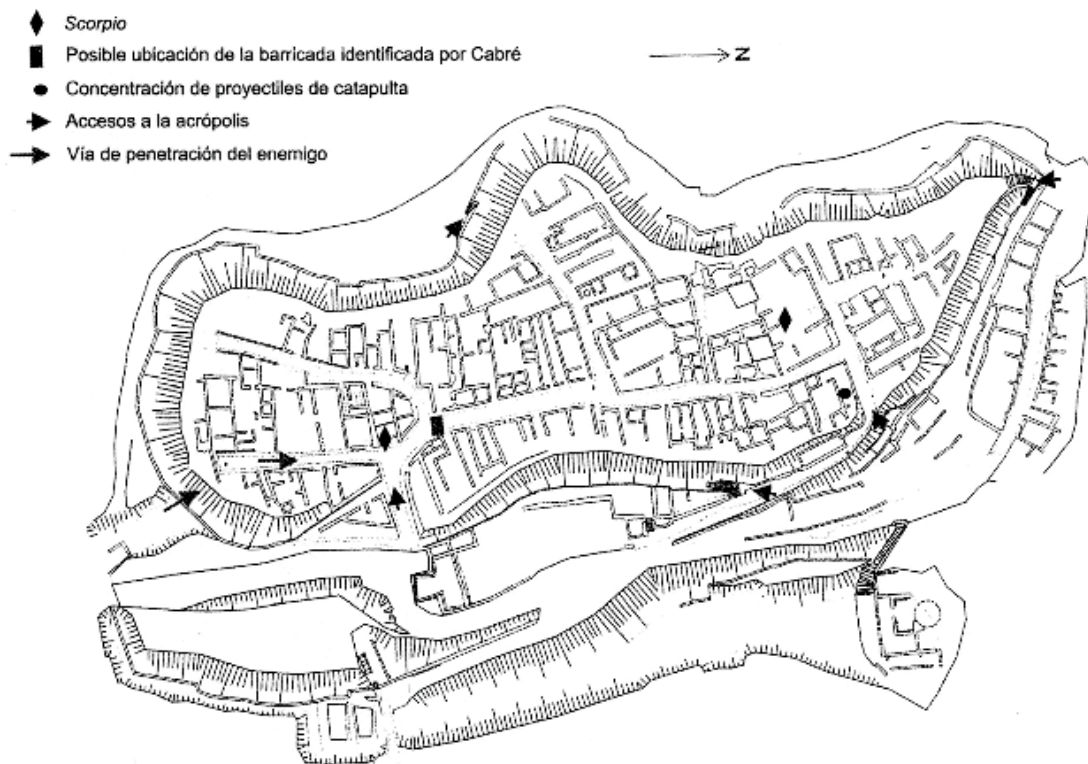 Scorpio
Posible ubicación de la barricada identificada por Cabré
N
Concentración de proyectiles de catapulta
Accesos a la acrópolis
Vía de penetración del enemigo